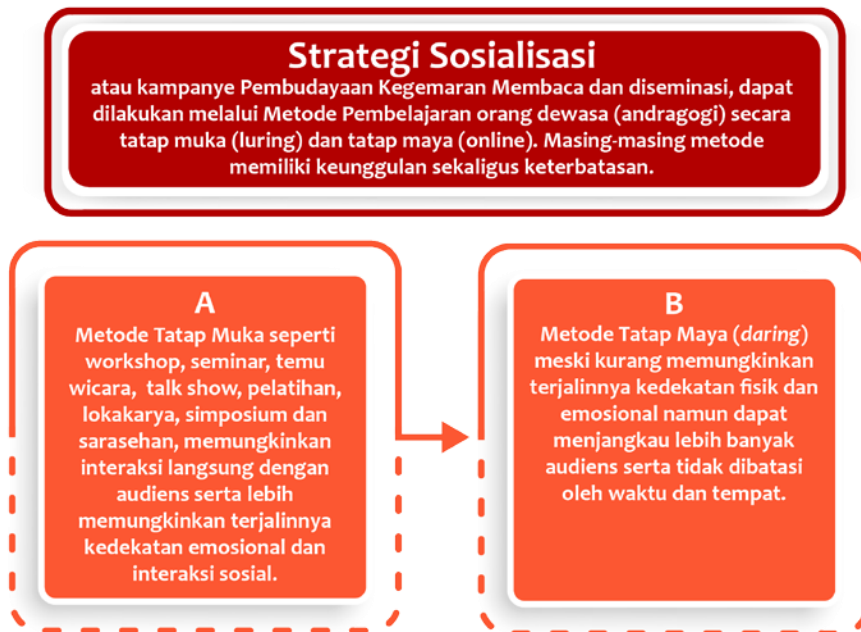 Strategi Sosialisasi
atau kampanye Pembudayaan Kegemaran Membaca dan diseminasi, dapat
dilakukan melalui Metode Pembelajaran orang dewasa (andragogi) secara
tatap muka (luring) dan tatap maya (online). Masing-masing metode
memiliki keunggulan sekaligus keterbatasan.
A
Metode Tatap Muka seperti
workshop, seminar, temu
wicara, talk show, pelatihan,
lokakarya, simposium dan
sarasehan, memungkinkan
interaksi langsung dengan
audiens serta lebih
memungkinkan terjalinnya
kedekatan emosional dan
interaksi sosial.
B
Metode Tatap Maya (daring)
meski kurang memungkinkan
terjalinnya kedekatan fisik dan
emosional namun dapat
menjangkau lebih banyak
audiens serta tidak dibatasi
oleh waktu dan tempat.